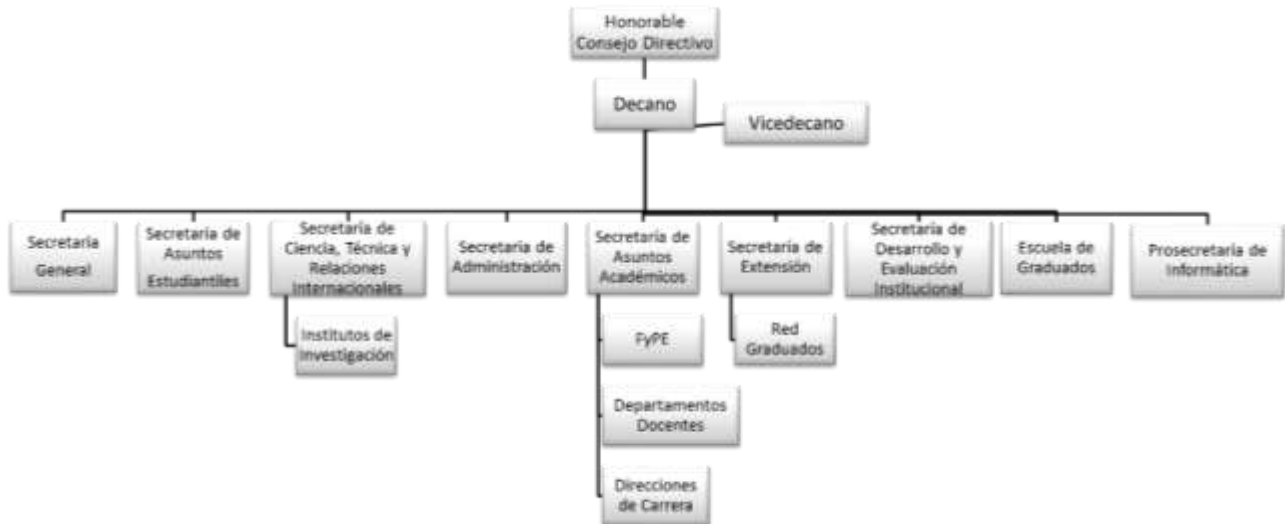 Honorable
Consejo Directivo
Decano
Vicedecano
Secretaría
General
Secretaría de
Asuntos
Estudiantiles
Secretaría de
Ciencia, Técnica y
Relaciones
Internacionales
Secretaría de
Administración
Secretaría de
Asuntos
Académicos
Secretaría de
Extensión
Secretaría de
Desarrollo y
Evaluación
Institucional
Escuela de
Graduados
Prosecretaría de
Informática
Institutos de
Investigación
FyPE
Red
Graduados
Departamentos
Docentes
Direcciones
de Carrera